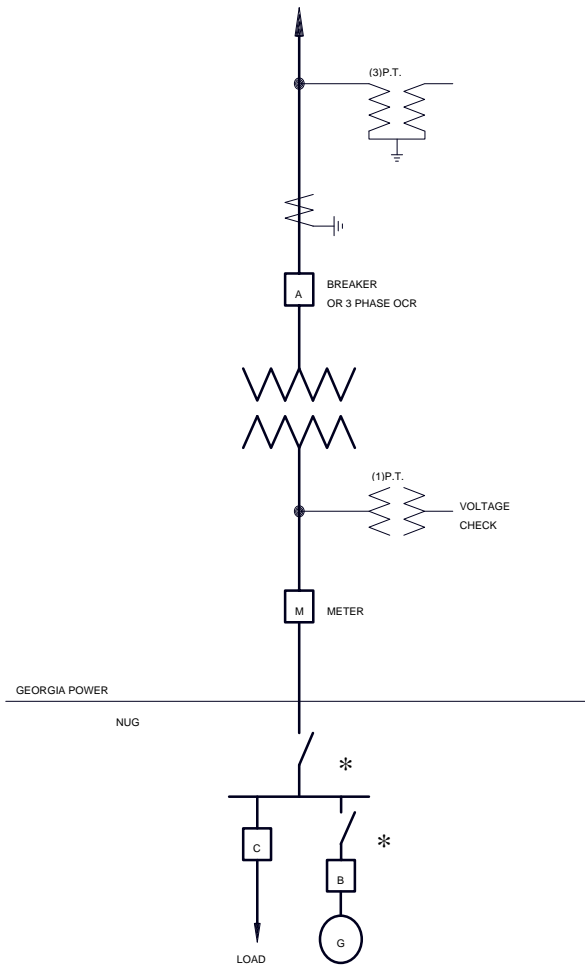 (3)P.T.
A
BREAKER
OR 3 PHASE OCR
(1)P.T.
VOLTAGE
CHECK
M
METER
GEORGIA POWER
NUG
*
*
C
B
G
LOAD